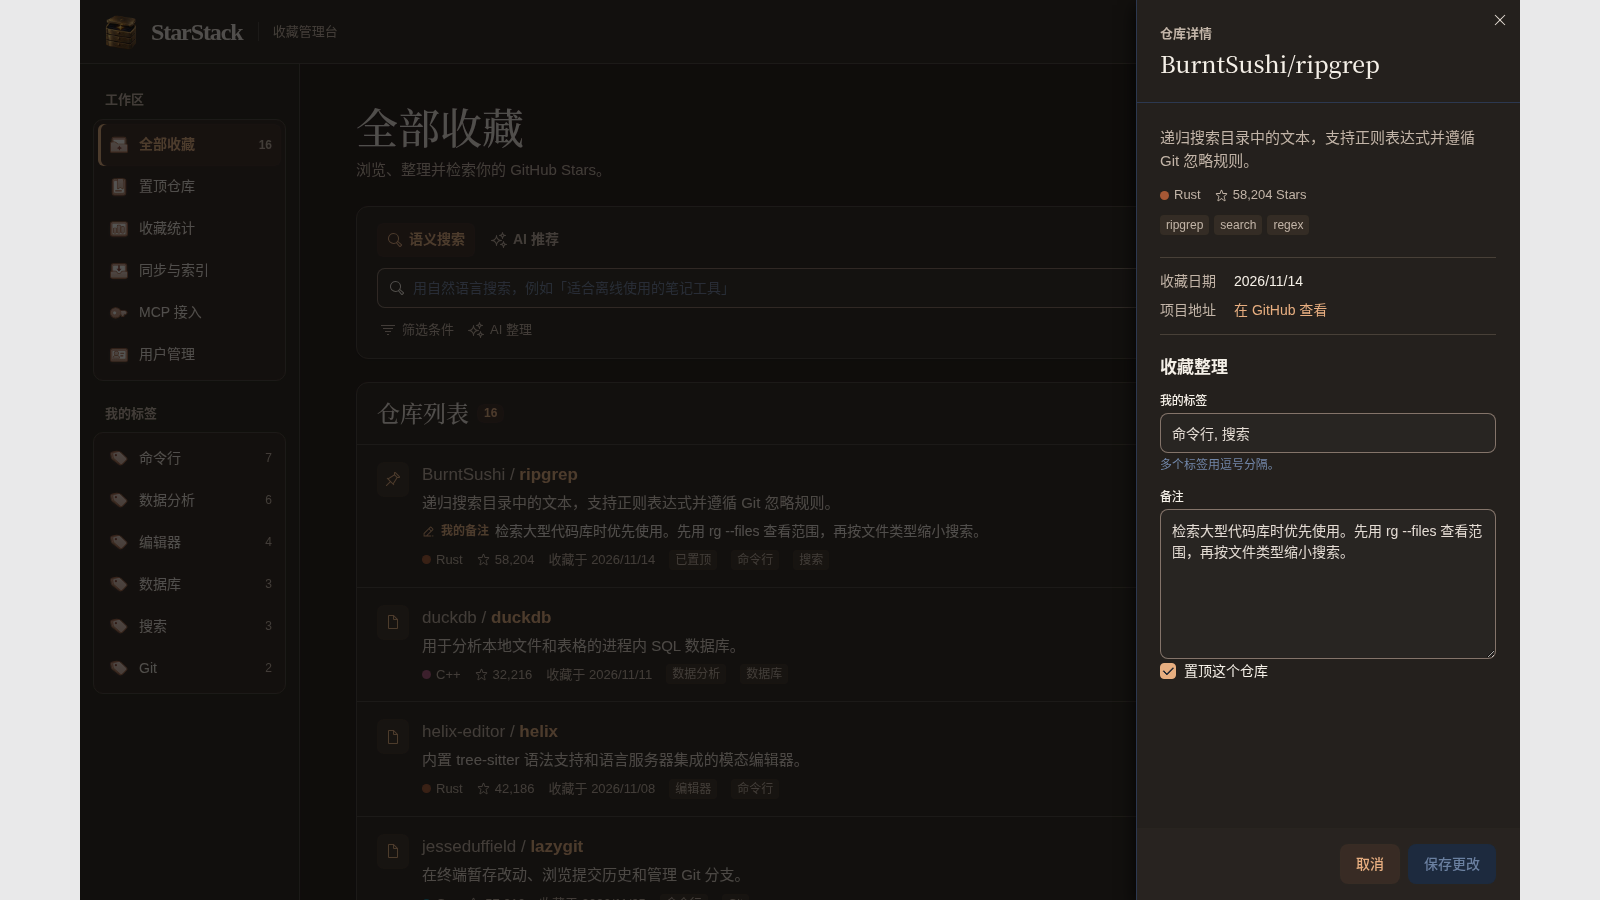 StarStack
收藏管理台
工作区
全部收藏 16
置顶仓库
收藏统计
同步与索引
MCP 接入
用户管理
我的标签
命令行 7
数据分析 6
编辑器 4
数据库 3
搜索 3
Git 2
全部收藏
浏览、整理并检索你的 GitHub Stars。
语义搜索 AI 推荐
用自然语言搜索，例如「适合离线使用的笔记工具」
筛选条件 AI 整理
仓库列表 16
BurntSushi / ripgrep
递归搜索目录中的文本，支持正则表达式并遵循 Git 忽略规则。
我的备注 检索大型代码库时优先使用。先用 rg --files 查看范围，再按文件类型缩小搜索。
Rust 58,204 收藏于 2026/11/14 已置顶 命令行 搜索
duckdb / duckdb
用于分析本地文件和表格的进程内 SQL 数据库。
C++ 32,216 收藏于 2026/11/11 数据分析 数据库
helix-editor / helix
内置 tree-sitter 语法支持和语言服务器集成的模态编辑器。
Rust 42,186 收藏于 2026/11/08 编辑器 命令行
jesseduffield / lazygit
在终端暂存改动、浏览提交历史和管理 Git 分支。
仓库详情
BurntSushi/ripgrep
递归搜索目录中的文本，支持正则表达式并遵循
Git 忽略规则。
Rust 58,204 Stars
ripgrep search regex
收藏日期 2026/11/14
项目地址 在 GitHub 查看
收藏整理
我的标签
命令行, 搜索
多个标签用逗号分隔。
备注
检索大型代码库时优先使用。先用 rg --files 查看范
围，再按文件类型缩小搜索。
置顶这个仓库
取消 保存更改